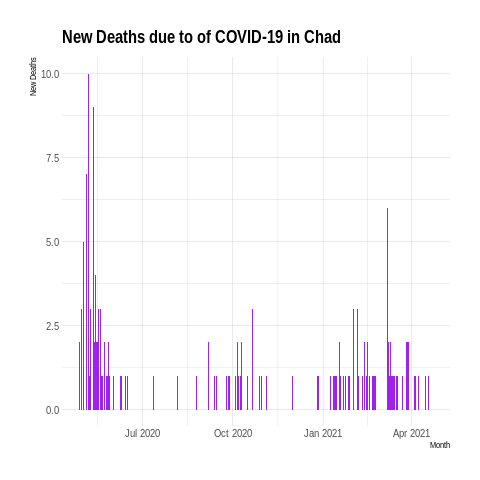 New Deaths due to of COVID-19 in Chad
New Deaths
10.0
7.5
5.0
2.5
0.0
Jul 2020 Oct 2020 Jan 2021 Apr 2021
Month